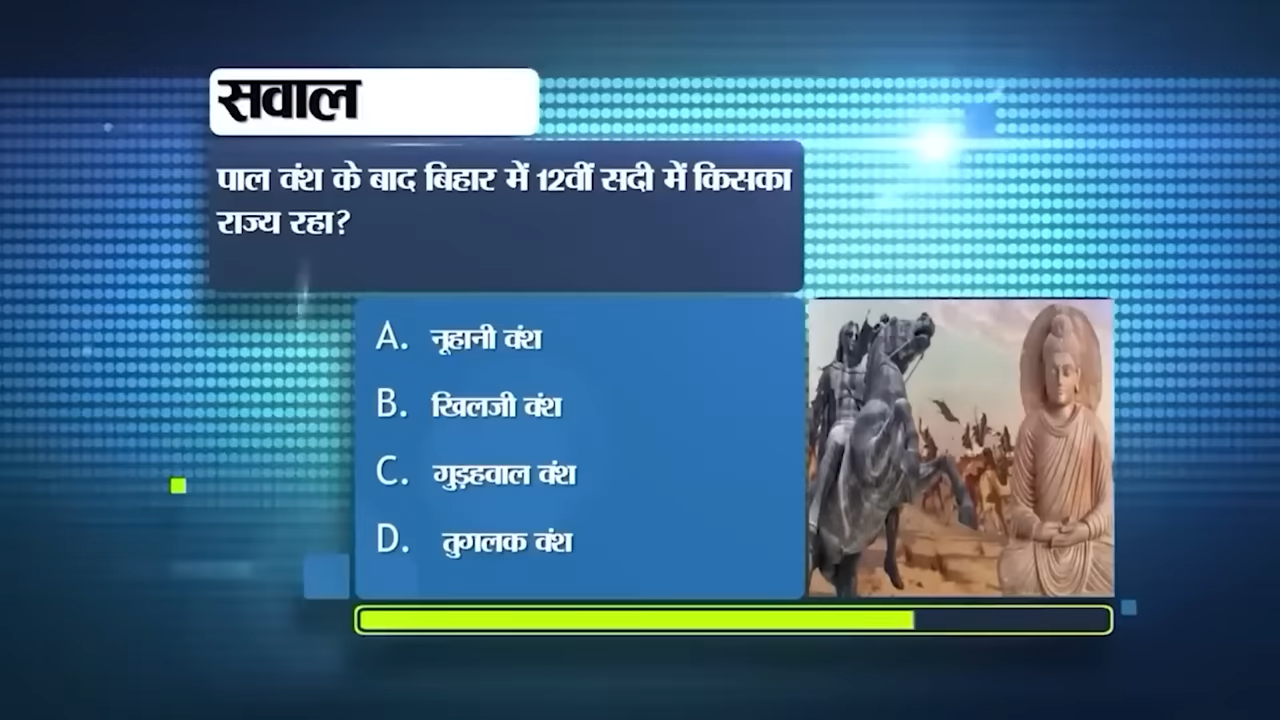 सवाल
पाल वंश के बाद बिहार में 12वीं सदी में किसका
राज्य रहा?
A. नूहानी वंश
B. खिलजी वंश
C. गुड़हवाल वंश
D. तुगलक वंश